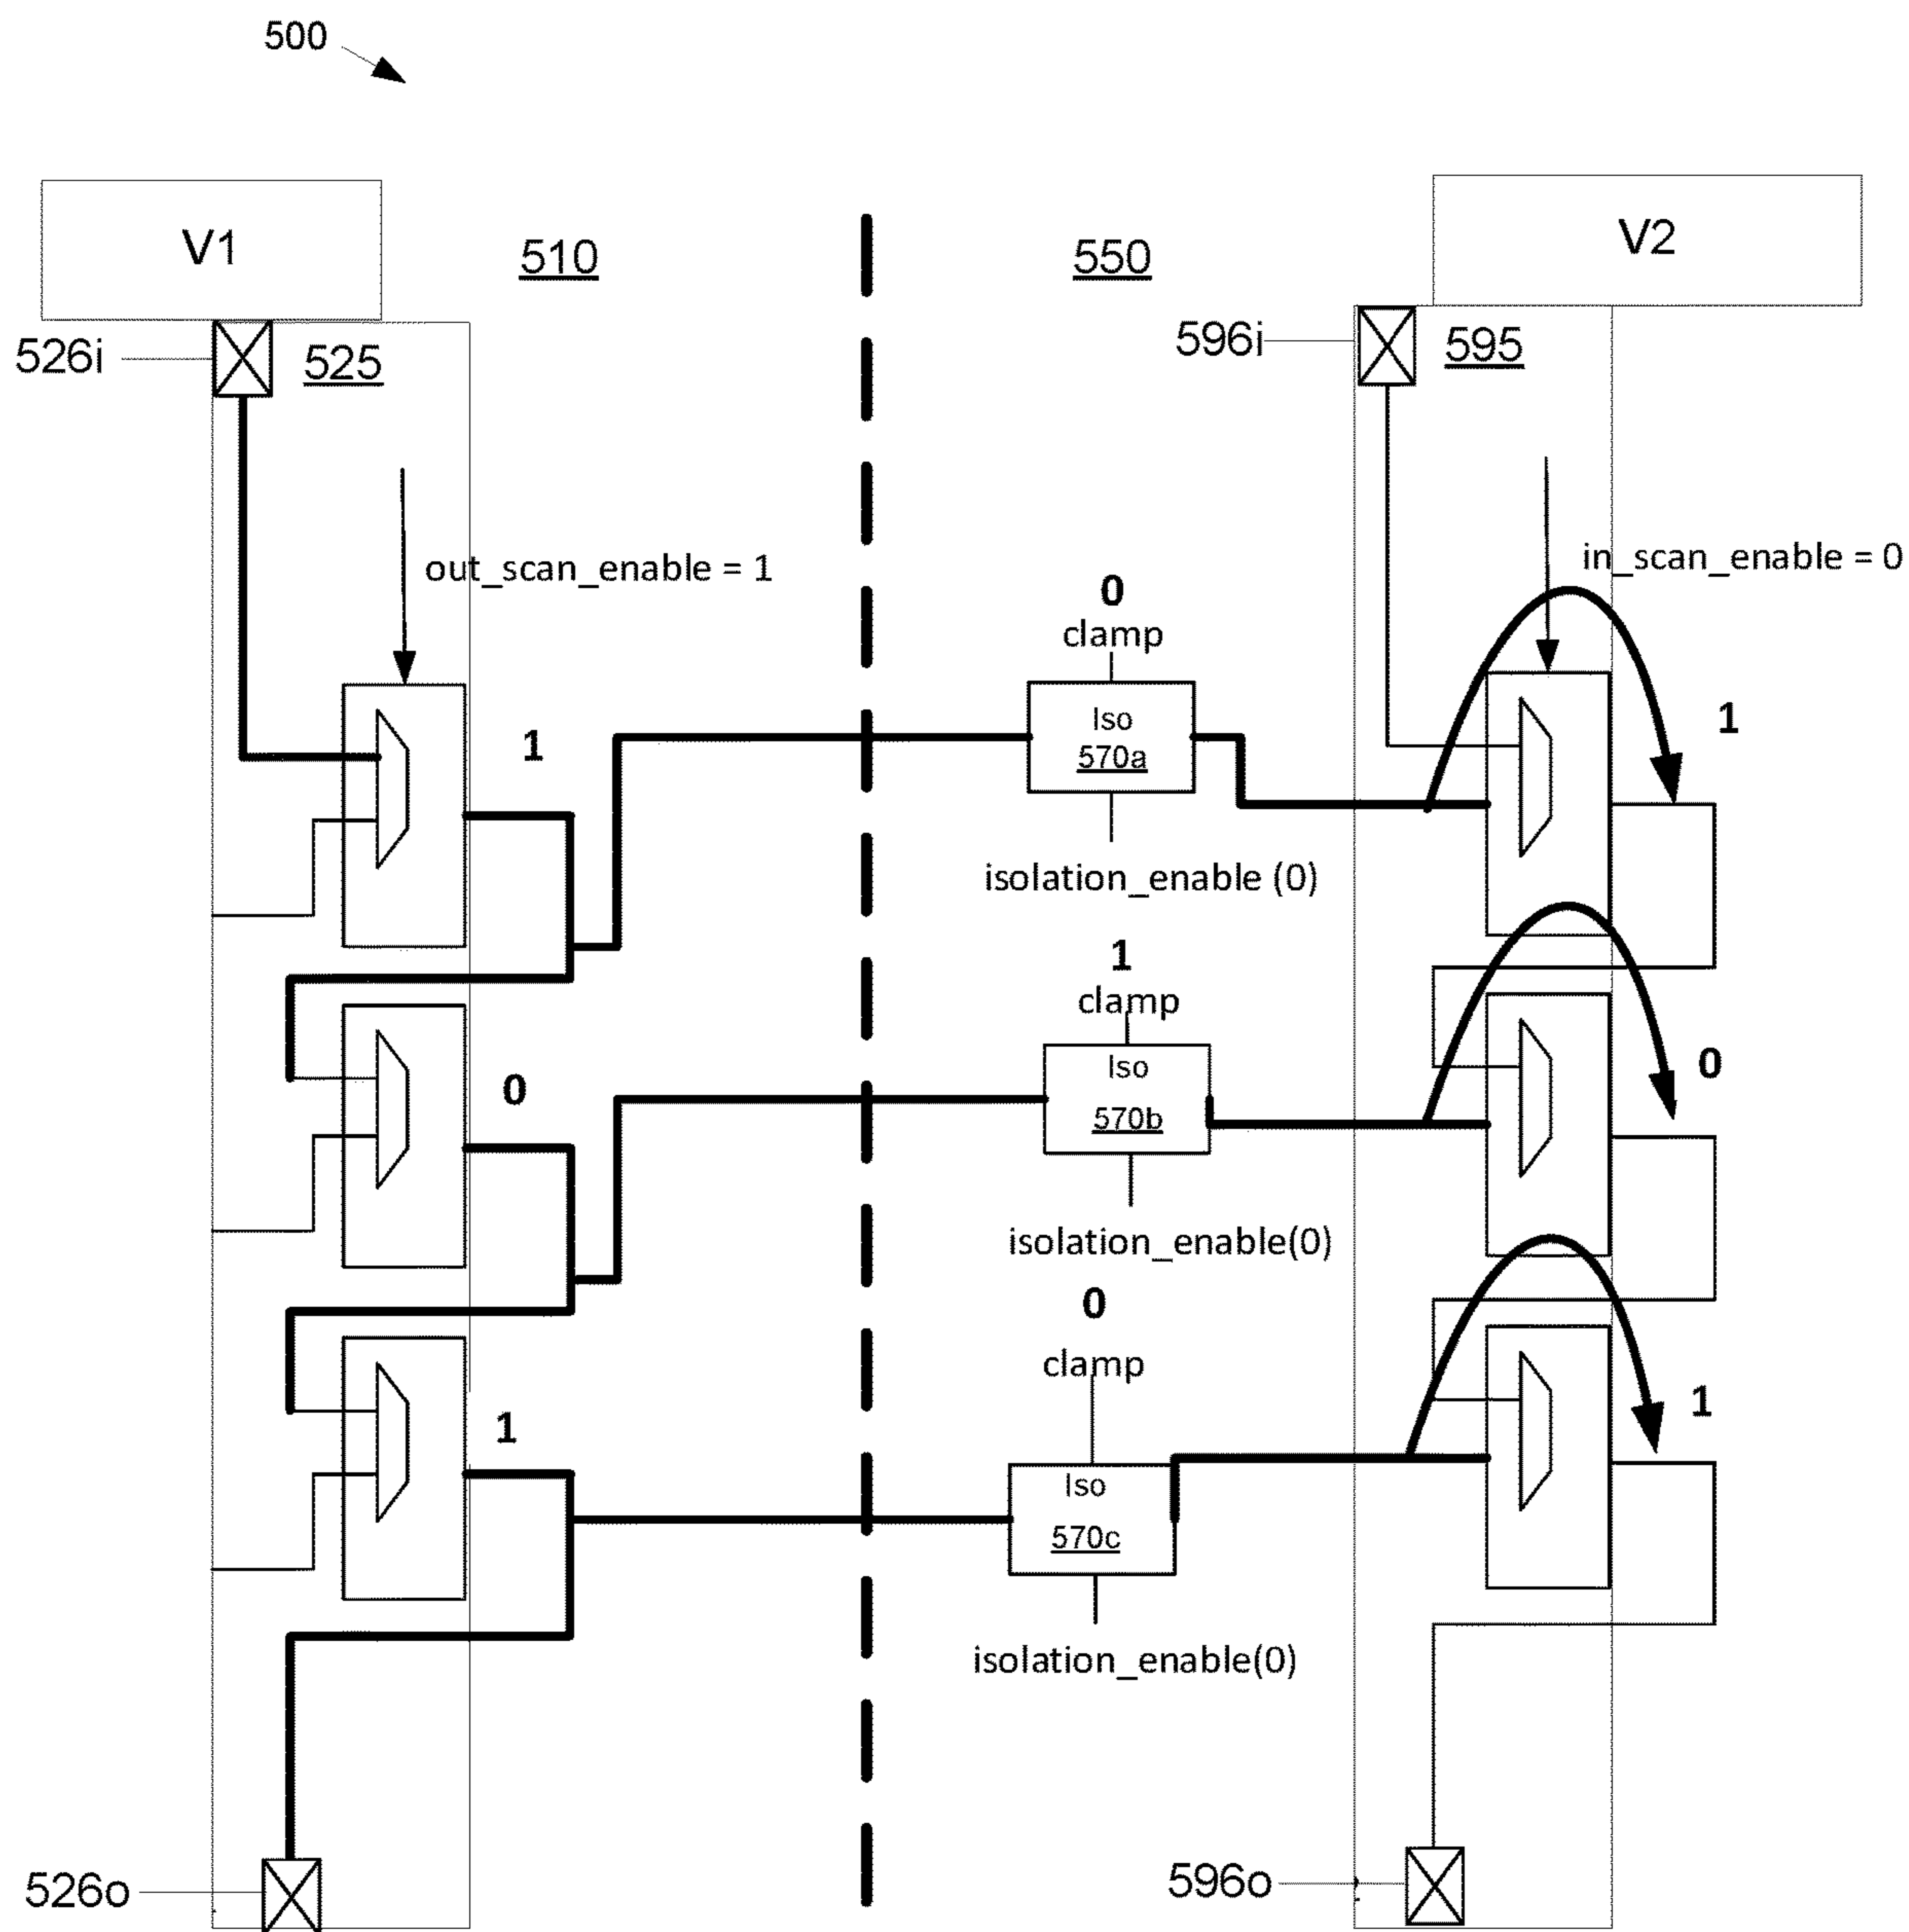 500
V1
510
550
V2
526i
525
596i
595
out_scan_enable = 1
in_scan_enable = 0
0
clamp
1
Iso
570a
1
isolation_enable (0)
1
clamp
0
Iso
570b
0
isolation_enable(0)
0
clamp
1
Iso
570c
1
isolation_enable(0)
526o
596o